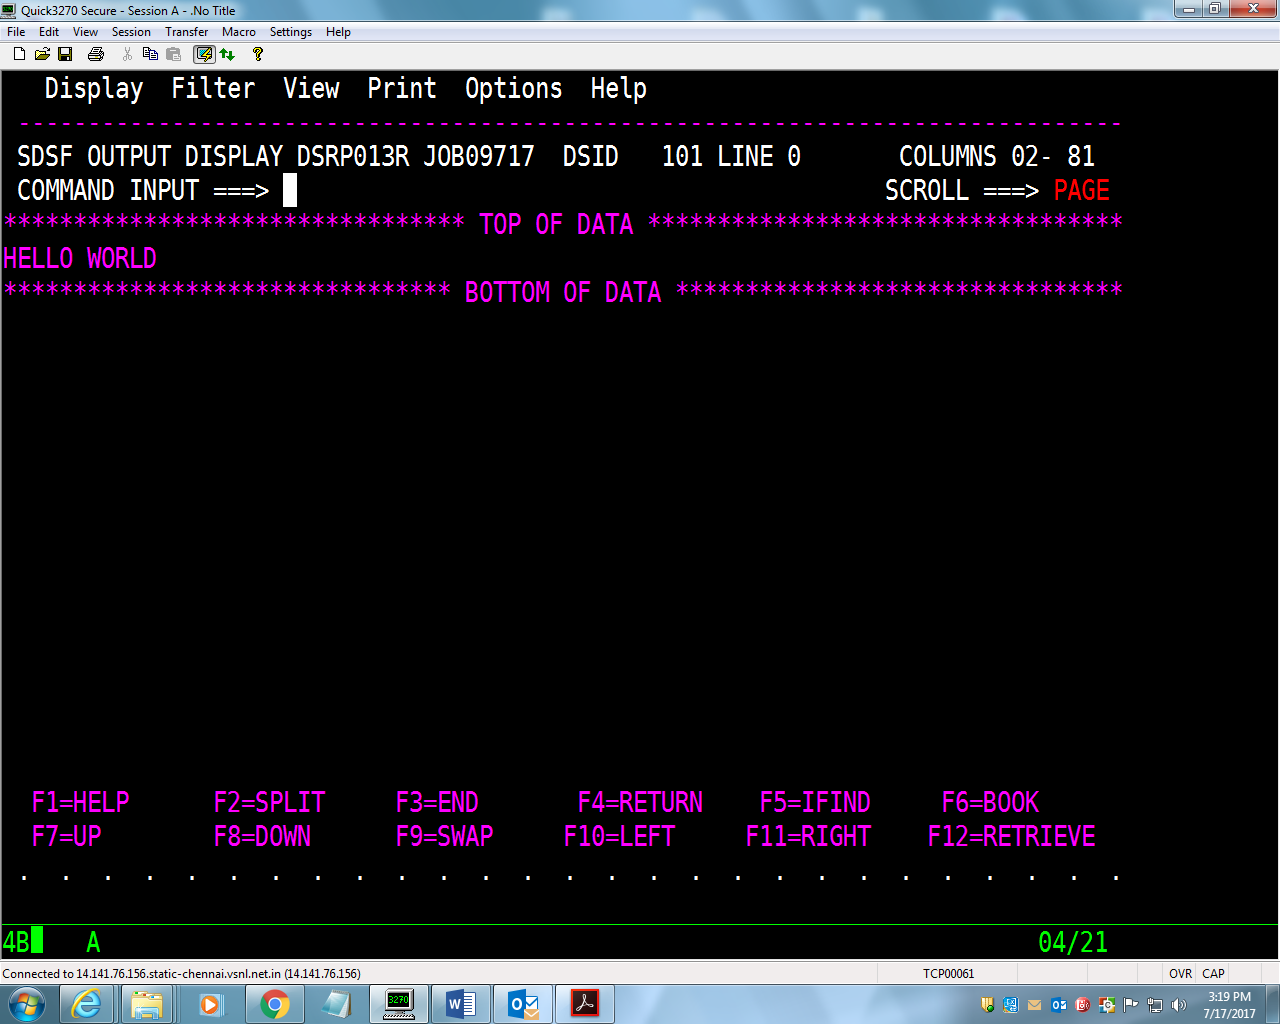 Quick3270 Secure - Session A - .No Title
File Edit View Session Transfer Macro Settings Help
Display Filter View Print Options Help
-------------------------------------------------------------------------------
SDSF OUTPUT DISPLAY DSRP013R JOB09717 DSID 101 LINE 0 COLUMNS 02- 81
COMMAND INPUT ===> SCROLL ===> PAGE
********************************* TOP OF DATA **********************************
HELLO WORLD
******************************** BOTTOM OF DATA ********************************
F1=HELP F2=SPLIT F3=END F4=RETURN F5=IFIND F6=BOOK
F7=UP F8=DOWN F9=SWAP F10=LEFT F11=RIGHT F12=RETRIEVE
. . . . . . . . . . . . . . . . . . . . . . . . . . .
4B A 04/21
Connected to 14.141.76.156.static-chennai.vsnl.net.in (14.141.76.156) TCP00061 OVR CAP
3270
3:19 PM
7/17/2017